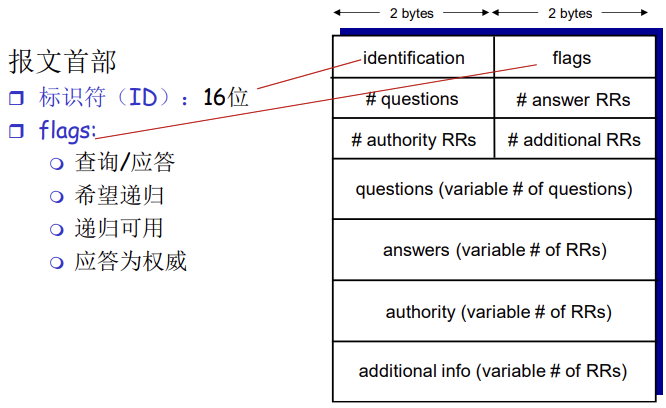 报文首部
标识符（ID）：16位
flags:
查询/应答
希望递归
递归可用
应答为权威
2 bytes 2 bytes
identification flags
# questions # answer RRs
# authority RRs # additional RRs
questions (variable # of questions)
answers (variable # of RRs)
authority (variable # of RRs)
additional info (variable # of RRs)